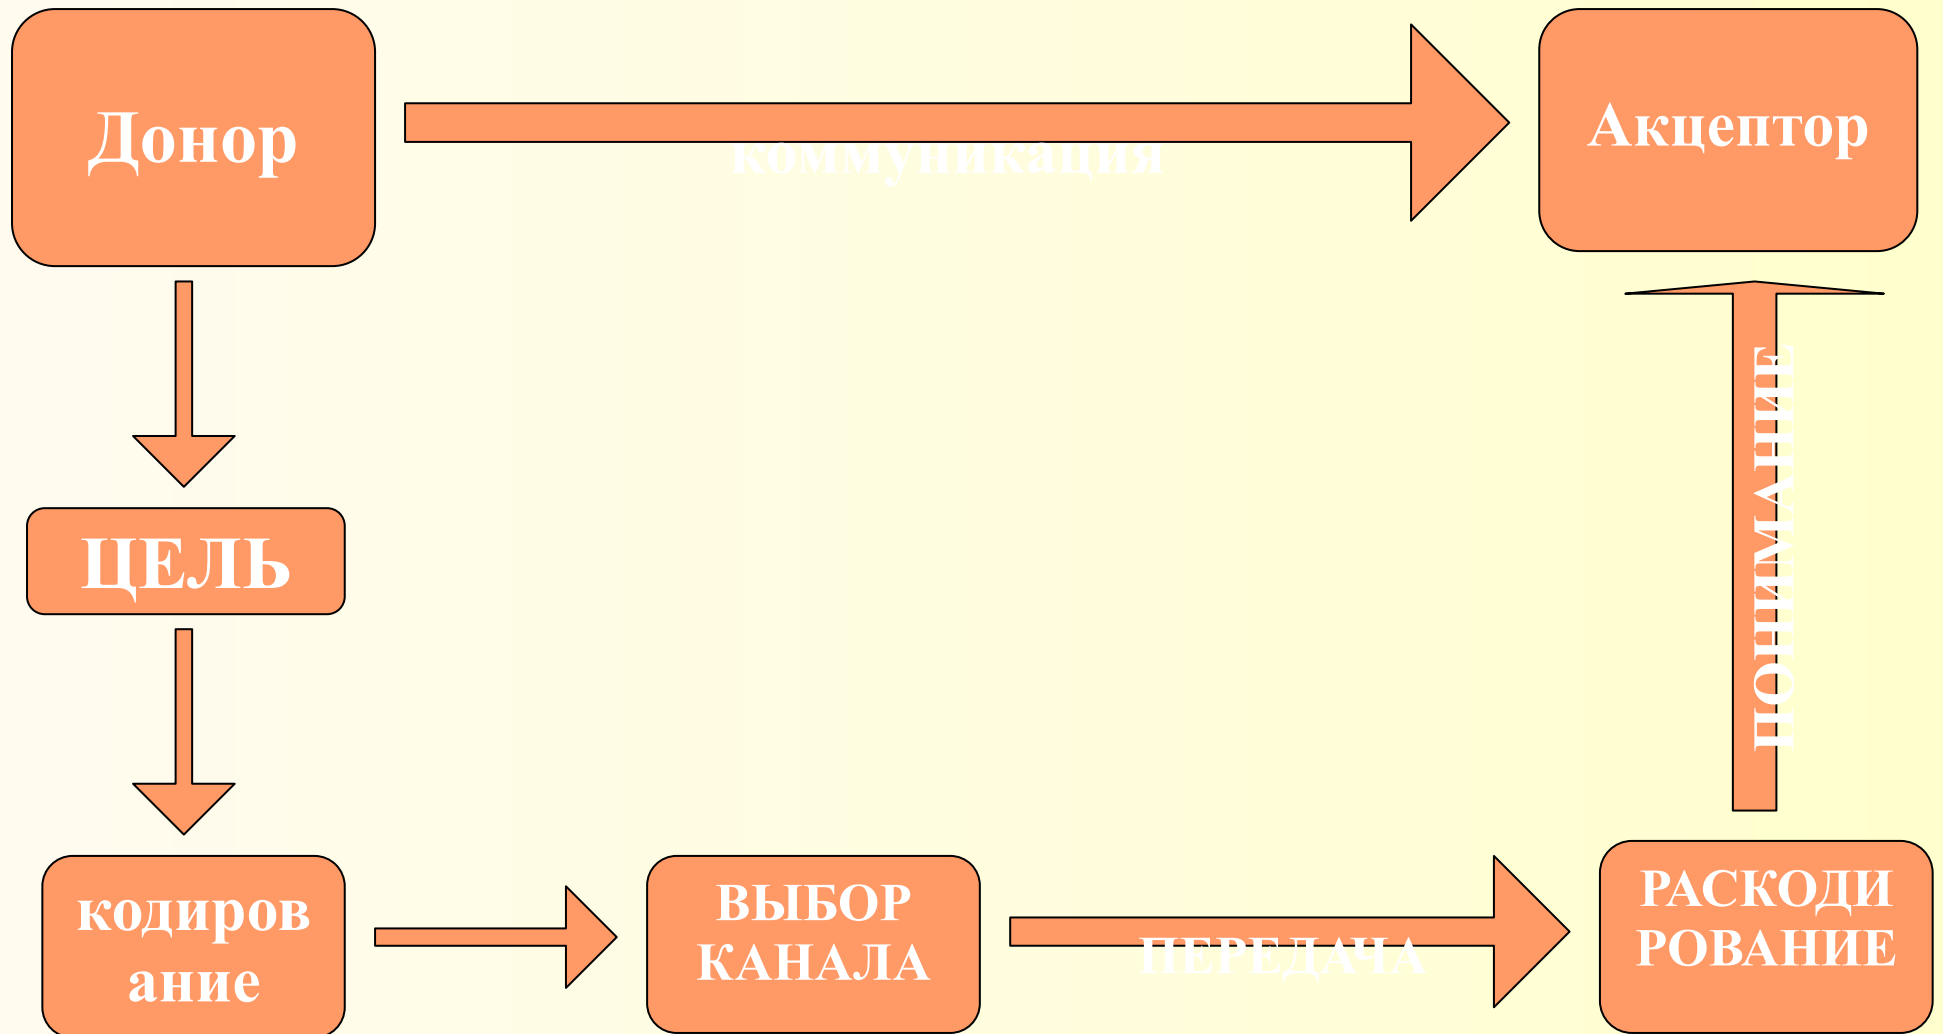 Донор
коммуникация
Акцептор
ЦЕЛЬ
ПОНИМАНИЕ
кодиров
ание
ВЫБОР
КАНАЛА
ПЕРЕДАЧА
РАСКОДИ
РОВАНИЕ